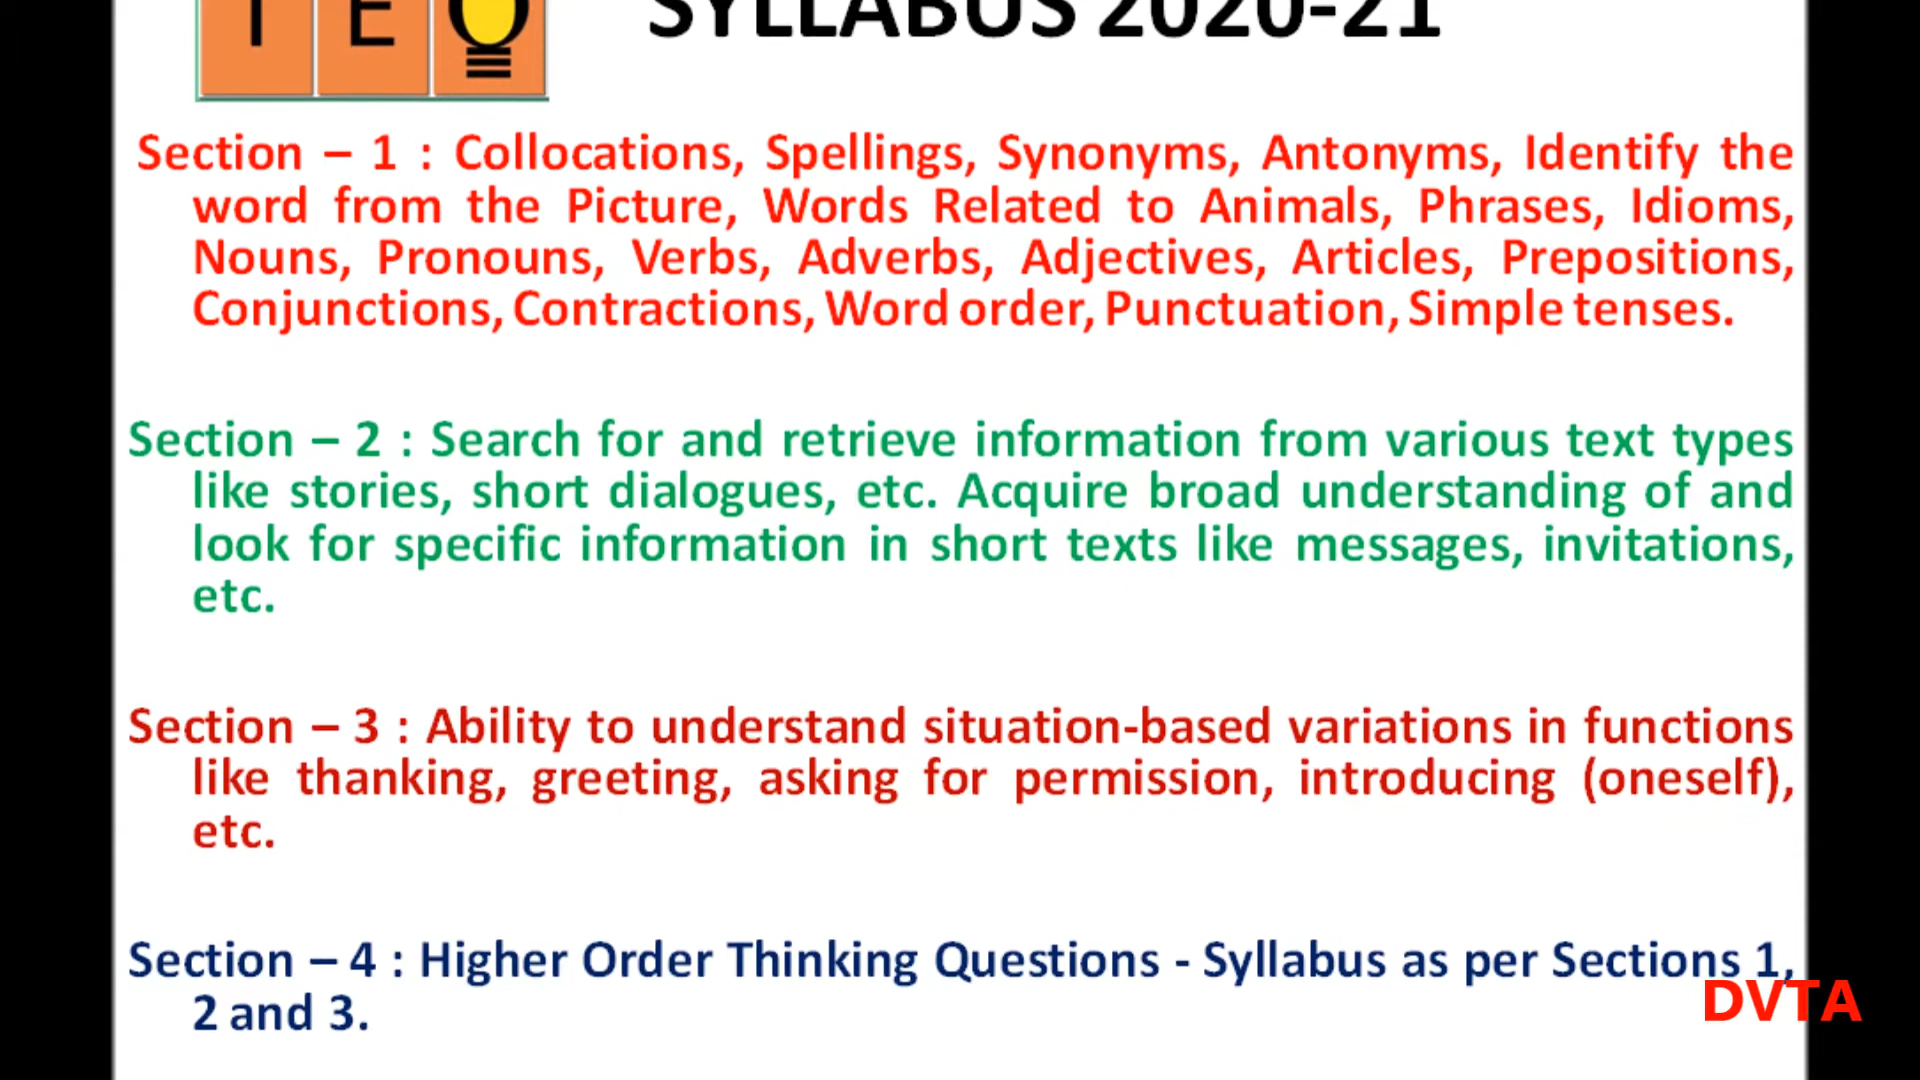 I E O
SYLLABUS 2020-21
Section – 1 : Collocations, Spellings, Synonyms, Antonyms, Identify the
word from the Picture, Words Related to Animals, Phrases, Idioms,
Nouns, Pronouns, Verbs, Adverbs, Adjectives, Articles, Prepositions,
Conjunctions, Contractions, Word order, Punctuation, Simple tenses.
Section – 2 : Search for and retrieve information from various text types
like stories, short dialogues, etc. Acquire broad understanding of and
look for specific information in short texts like messages, invitations,
etc.
Section – 3 : Ability to understand situation-based variations in functions
like thanking, greeting, asking for permission, introducing (oneself),
etc.
Section – 4 : Higher Order Thinking Questions - Syllabus as per Sections 1,
2 and 3.
DVTA